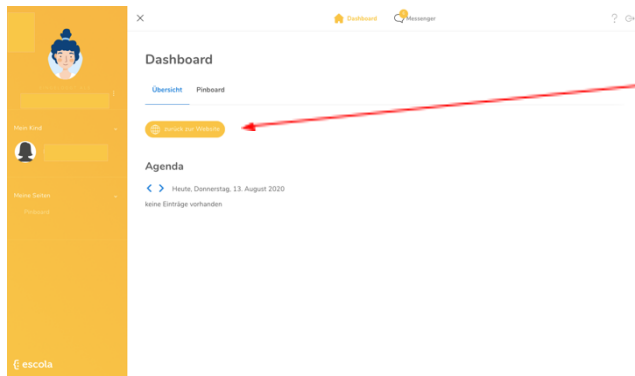 Dashboard
Messenger
?
Dashboard
Übersicht
Pinboard
Zurück zur Website
Agenda
Heute, Donnerstag, 13. August 2020
keine Einträge vorhanden
Mein Kind
Meine Seiten
Pinboard
escola